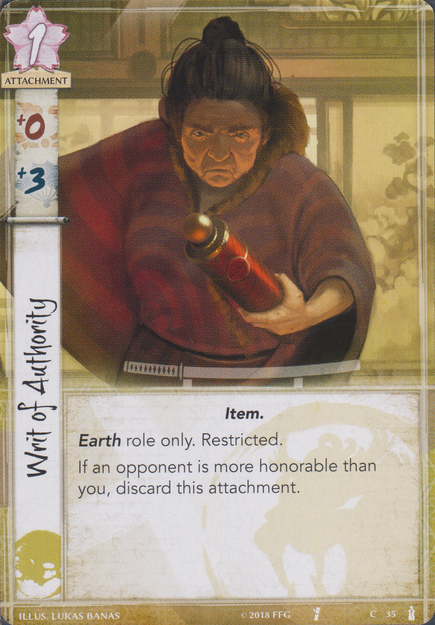 1
ATTACHMENT
+0
+3
Writ of Authority
Item.
Earth role only. Restricted.
If an opponent is more honorable than
you, discard this attachment.
ILLUS. LUKAS BANAS
© 2018 FFG
C 35